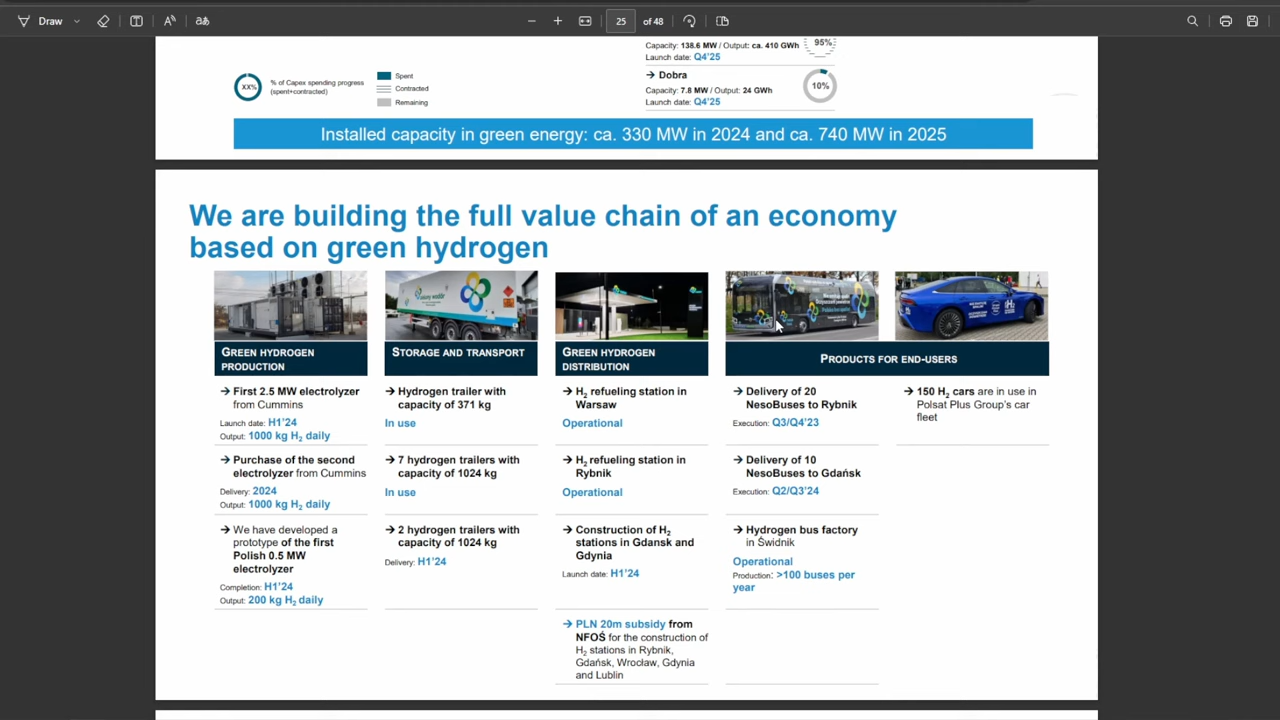 Draw
25
of 48
Capacity: 138.6 MW / Output: ca. 410 GWh
Launch date: Q4'25
95%
→ Dobra
Capacity: 7.8 MW / Output: 24 GWh
Launch date: Q4'25
10%
XX%
% of Capex spending progress
(spent+contracted)
Spent
Contracted
Remaining
Installed capacity in green energy: ca. 330 MW in 2024 and ca. 740 MW in 2025
We are building the full value chain of an economy
based on green hydrogen
GREEN HYDROGEN
PRODUCTION
→ First 2.5 MW electrolyzer
from Cummins
Launch date: H1'24
Output: 1000 kg H₂ daily
→ Purchase of the second
electrolyzer from Cummins
Delivery: 2024
Output: 1000 kg H₂ daily
→ We have developed a
prototype of the first
Polish 0.5 MW
electrolyzer
Completion: H1'24
Output: 200 kg H₂ daily
STORAGE AND TRANSPORT
→ Hydrogen trailer with
capacity of 371 kg
In use
→ 7 hydrogen trailers with
capacity of 1024 kg
In use
→ 2 hydrogen trailers with
capacity of 1024 kg
Delivery: H1'24
GREEN HYDROGEN
DISTRIBUTION
→ H₂ refueling station in
Warsaw
Operational
→ H₂ refueling station in
Rybnik
Operational
→ Construction of H₂
stations in Gdansk and
Gdynia
Launch date: H1'24
→ PLN 20m subsidy from
NFOŚ for the construction of
H₂ stations in Rybnik,
Gdańsk, Wrocław, Gdynia
and Lublin
PRODUCTS FOR END-USERS
→ Delivery of 20
NesoBuses to Rybnik
Execution: Q3/Q4'23
→ Delivery of 10
NesoBuses to Gdańsk
Execution: Q2/Q3'24
→ Hydrogen bus factory
in Świdnik
Operational
Production: >100 buses per
year
→ 150 H₂ cars are in use in
Polsat Plus Group's car
fleet